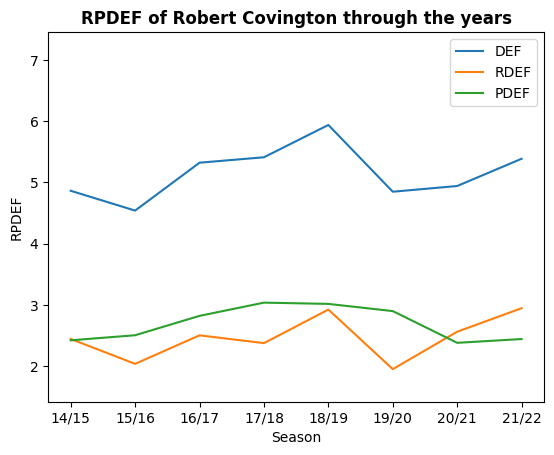 RPDEF of Robert Covington through the years
DEF
RDEF
PDEF
7
6
5
4
3
2
RPDEF
14/15 15/16 16/17 17/18 18/19 19/20 20/21 21/22
Season